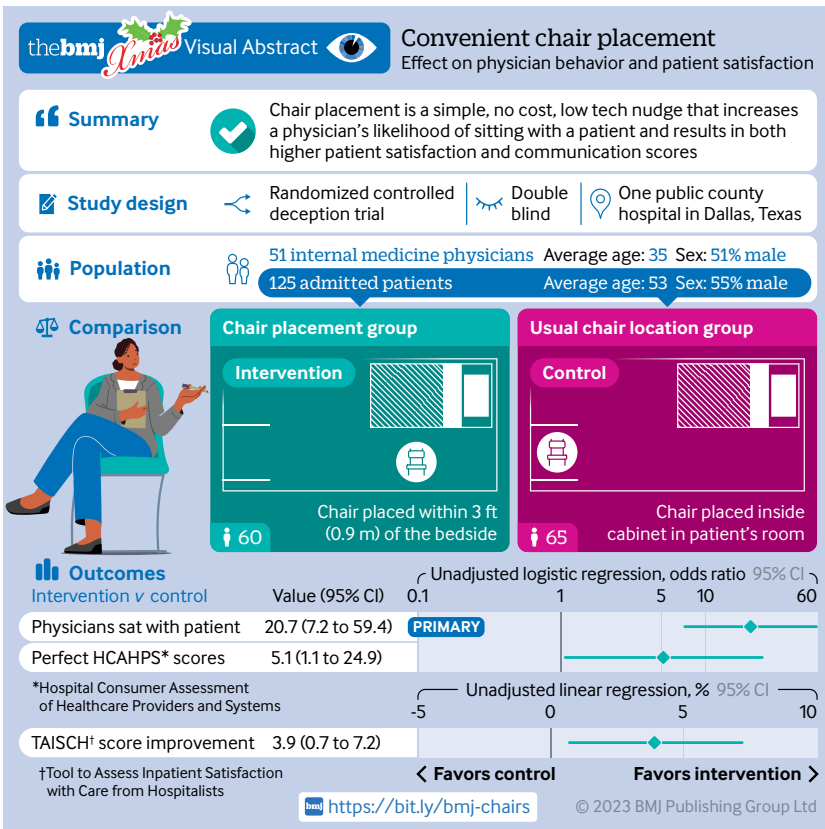 thebmj Xmas Visual Abstract
Convenient chair placement
Effect on physician behavior and patient satisfaction
Summary
Chair placement is a simple, no cost, low tech nudge that increases
a physician's likelihood of sitting with a patient and results in both
higher patient satisfaction and communication scores
Study design
Randomized controlled
deception trial
Double
blind
One public county
hospital in Dallas, Texas
Population
51 internal medicine physicians Average age: 35 Sex: 51% male
125 admitted patients Average age: 53 Sex: 55% male
Comparison
Chair placement group
Intervention
Chair placed within 3 ft
(0.9 m) of the bedside
60
Usual chair location group
Control
Chair placed inside
cabinet in patient's room
65
Outcomes
Intervention v control
Value (95% CI)
Unadjusted logistic regression, odds ratio 95% CI
0.1 1 5 10 60
Physicians sat with patient 20.7 (7.2 to 59.4) PRIMARY
Perfect HCAHPS* scores 5.1 (1.1 to 24.9)
*Hospital Consumer Assessment
of Healthcare Providers and Systems
Unadjusted linear regression, % 95% CI
-5 0 5 10
TAISCH† score improvement 3.9 (0.7 to 7.2)
†Tool to Assess Inpatient Satisfaction
with Care from Hospitalists
< Favors control Favors intervention >
bmj https://bit.ly/bmj-chairs
© 2023 BMJ Publishing Group Ltd